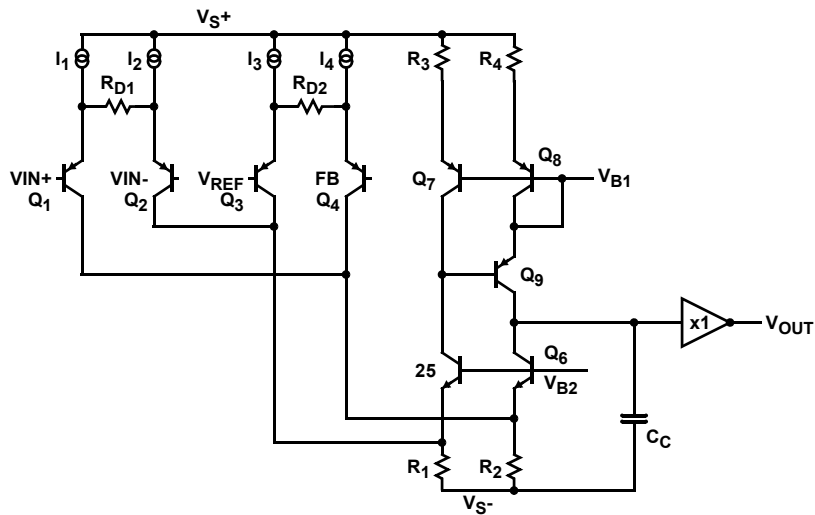 VS+
I1
I2
I3
I4
R3
R4
RD1
RD2
VIN+
Q1
VIN-
Q2
VREF
Q3
FB
Q4
Q7
Q8
VB1
Q9
x1
VOUT
25
Q6
VB2
CC
R1
R2
VS-